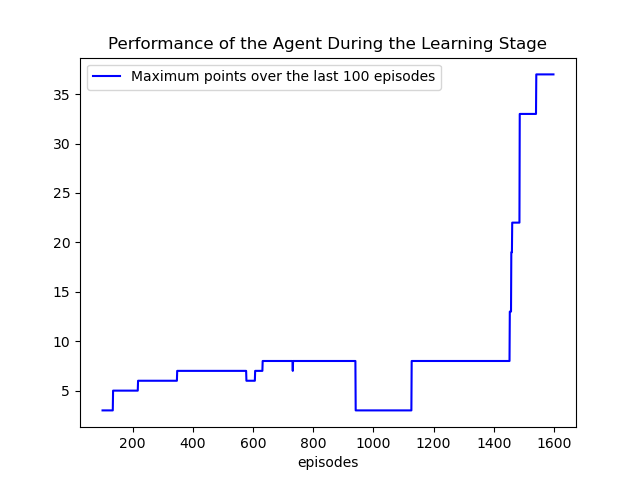 Performance of the Agent During the Learning Stage
Maximum points over the last 100 episodes
35
30
25
20
15
10
5
200 400 600 800 1000 1200 1400 1600
episodes